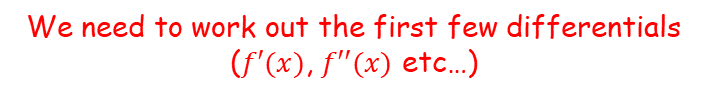 We need to work out the first few differentials
(f'(x), f''(x) etc…)